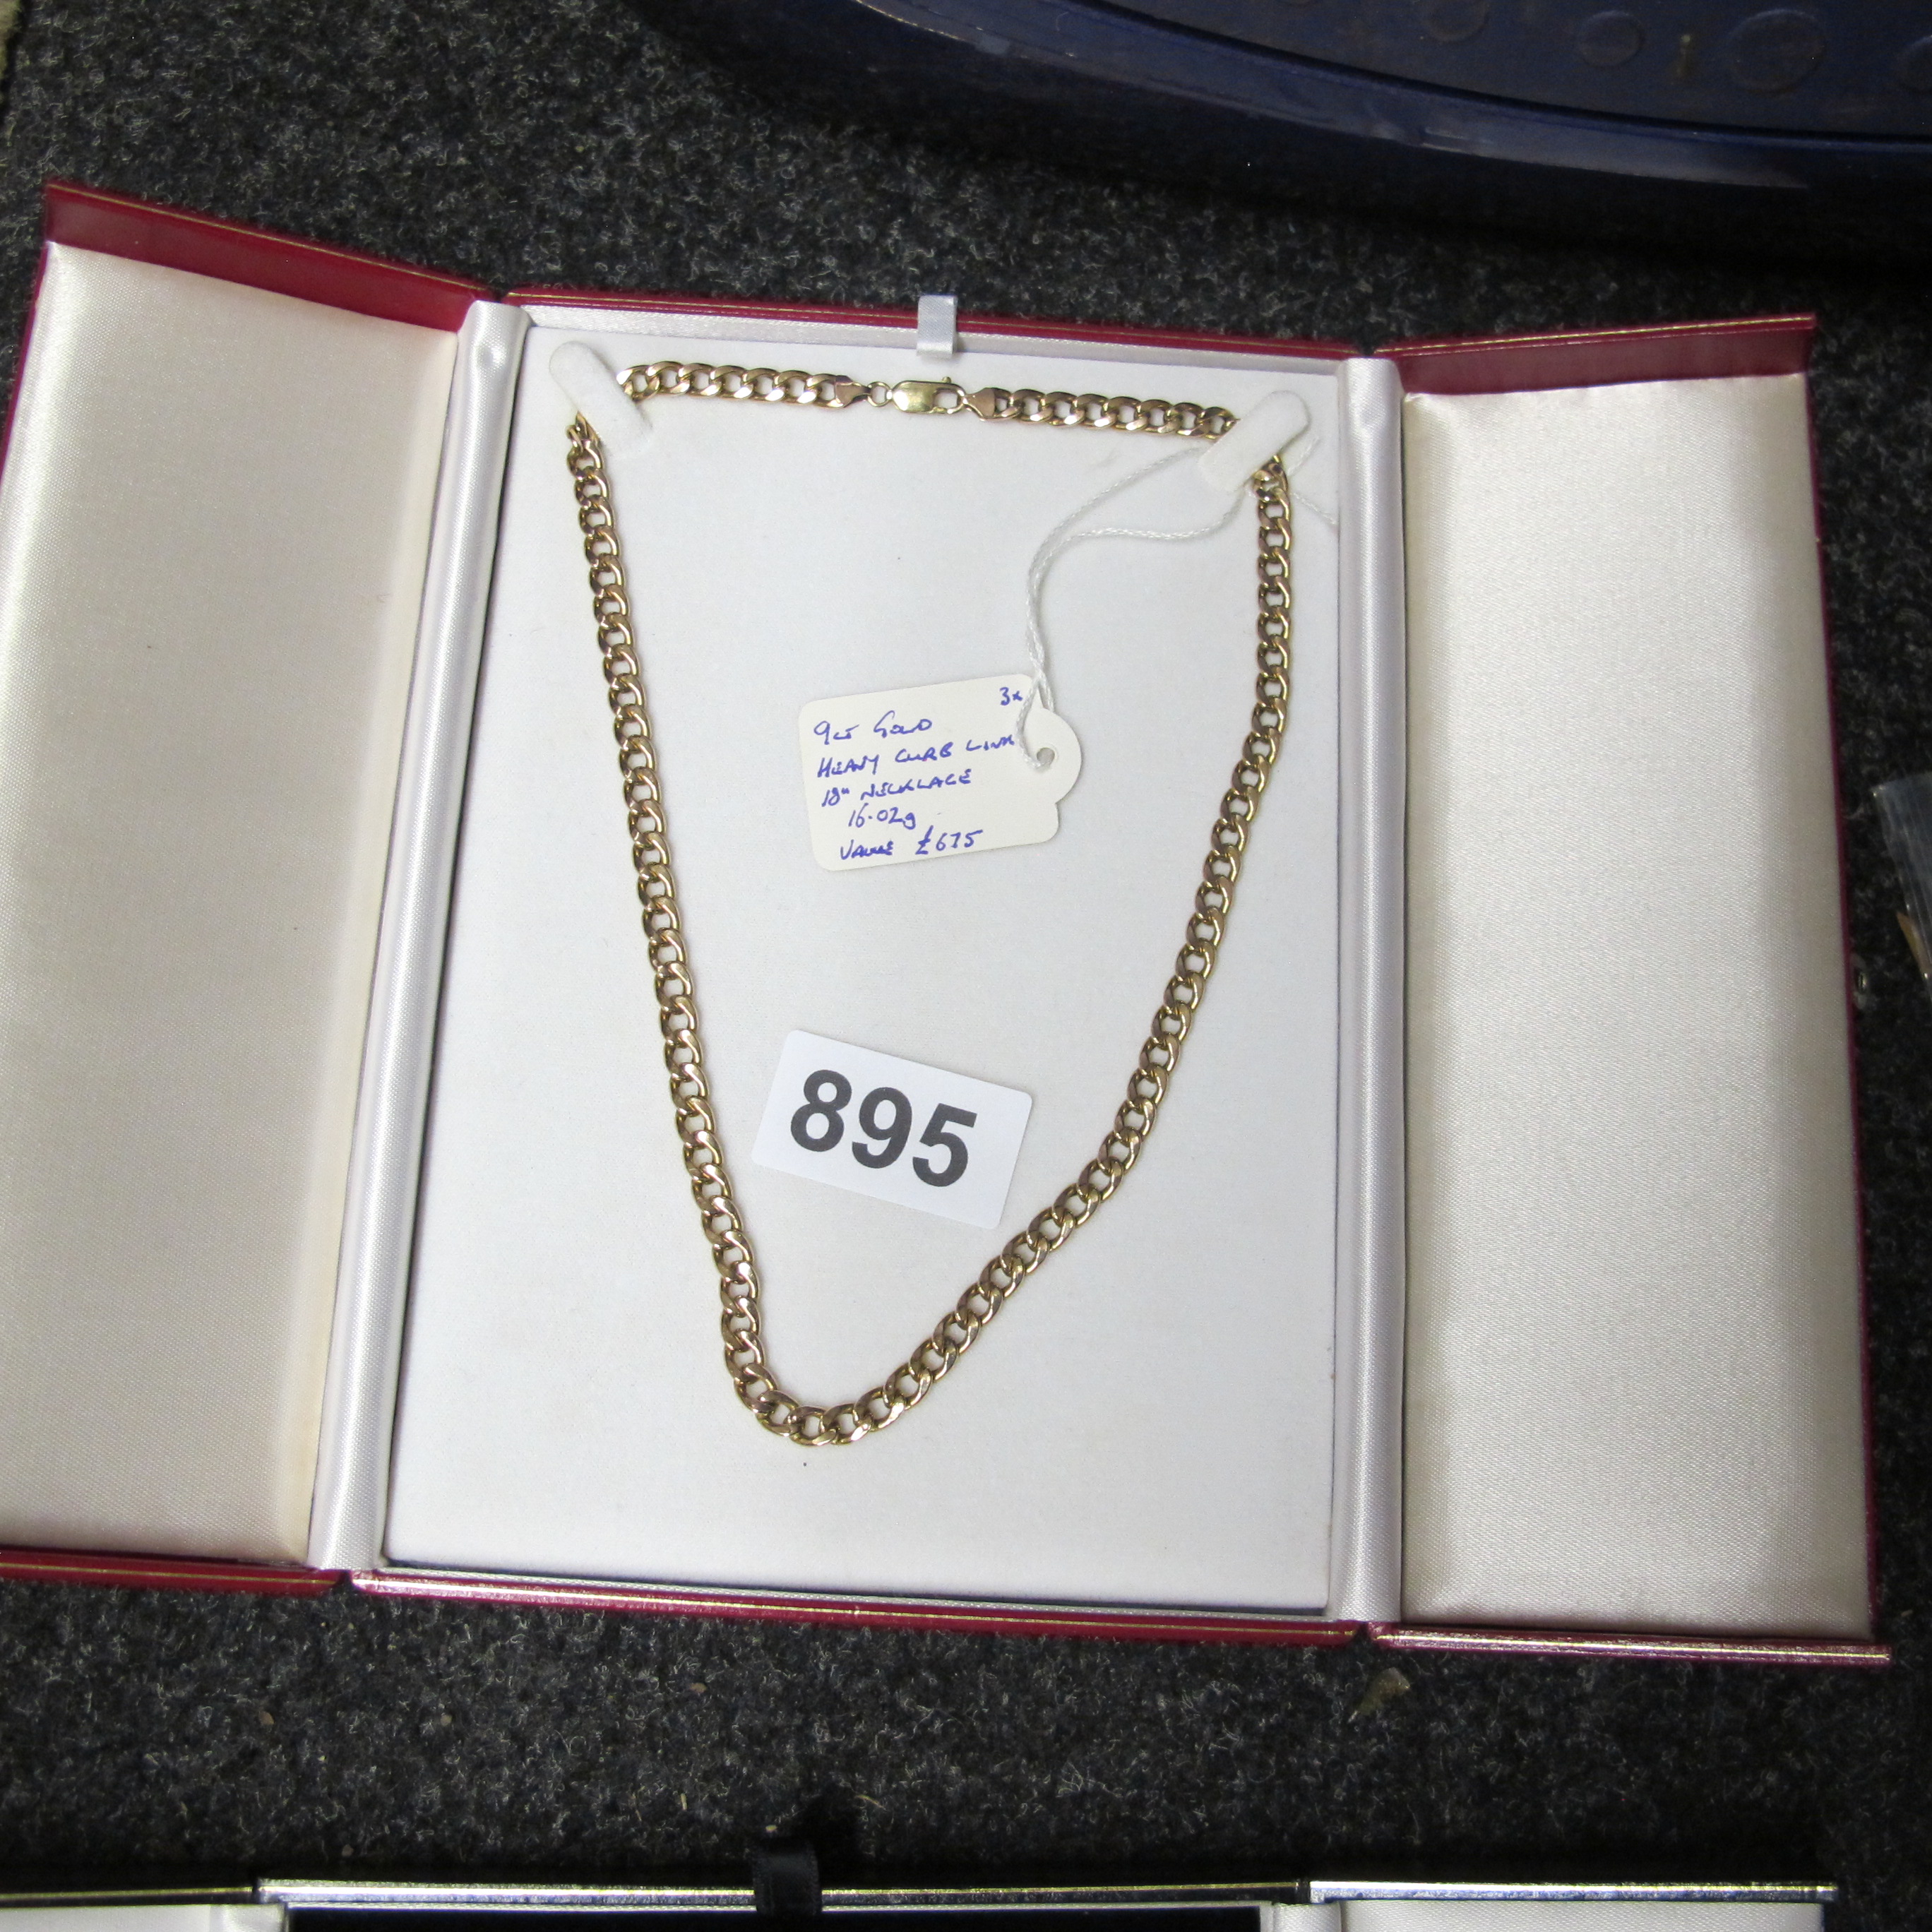 3x
9ct Gold
HEAVY CURB LINK
18" NECKLACE
16.02g
VALUE £675
895